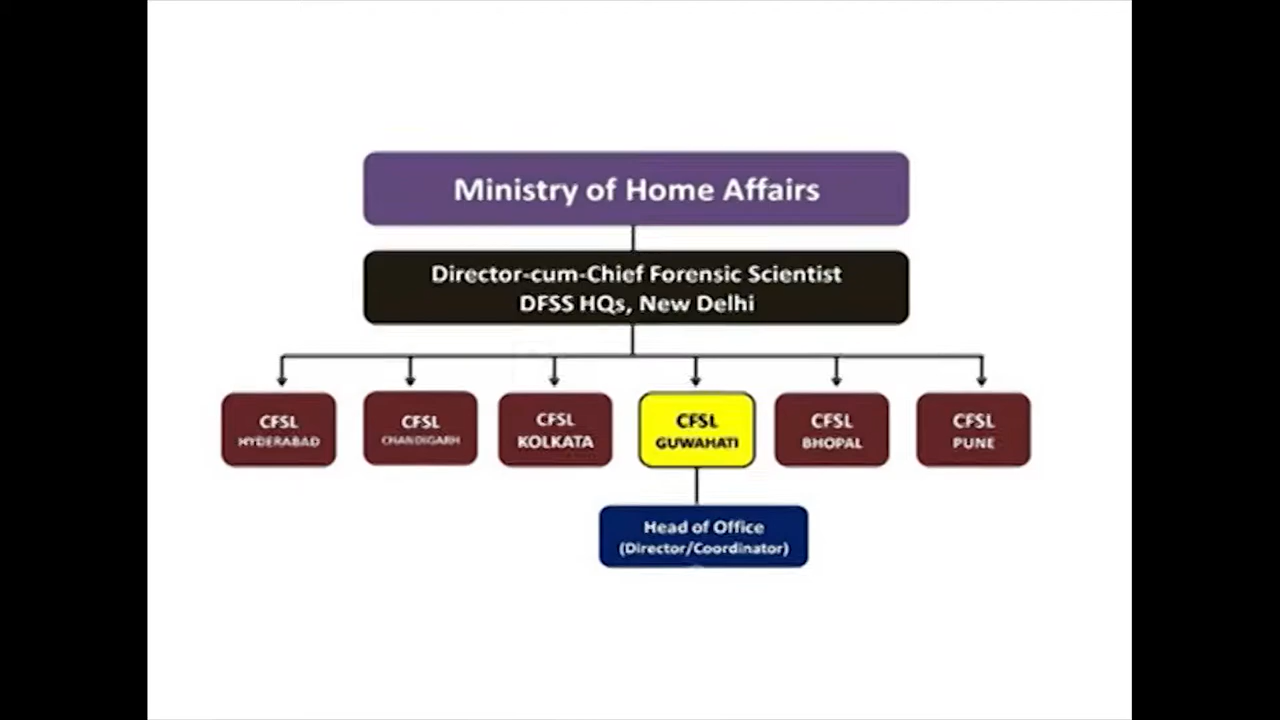 Ministry of Home Affairs
Director-cum-Chief Forensic Scientist
DFSS HQs, New Delhi
CFSL
HYDERABAD
CFSL
CHANDIGARH
CFSL
KOLKATA
CFSL
GUWAHATI
CFSL
BHOPAL
CFSL
PUNE
Head of Office
(Director/Coordinator)